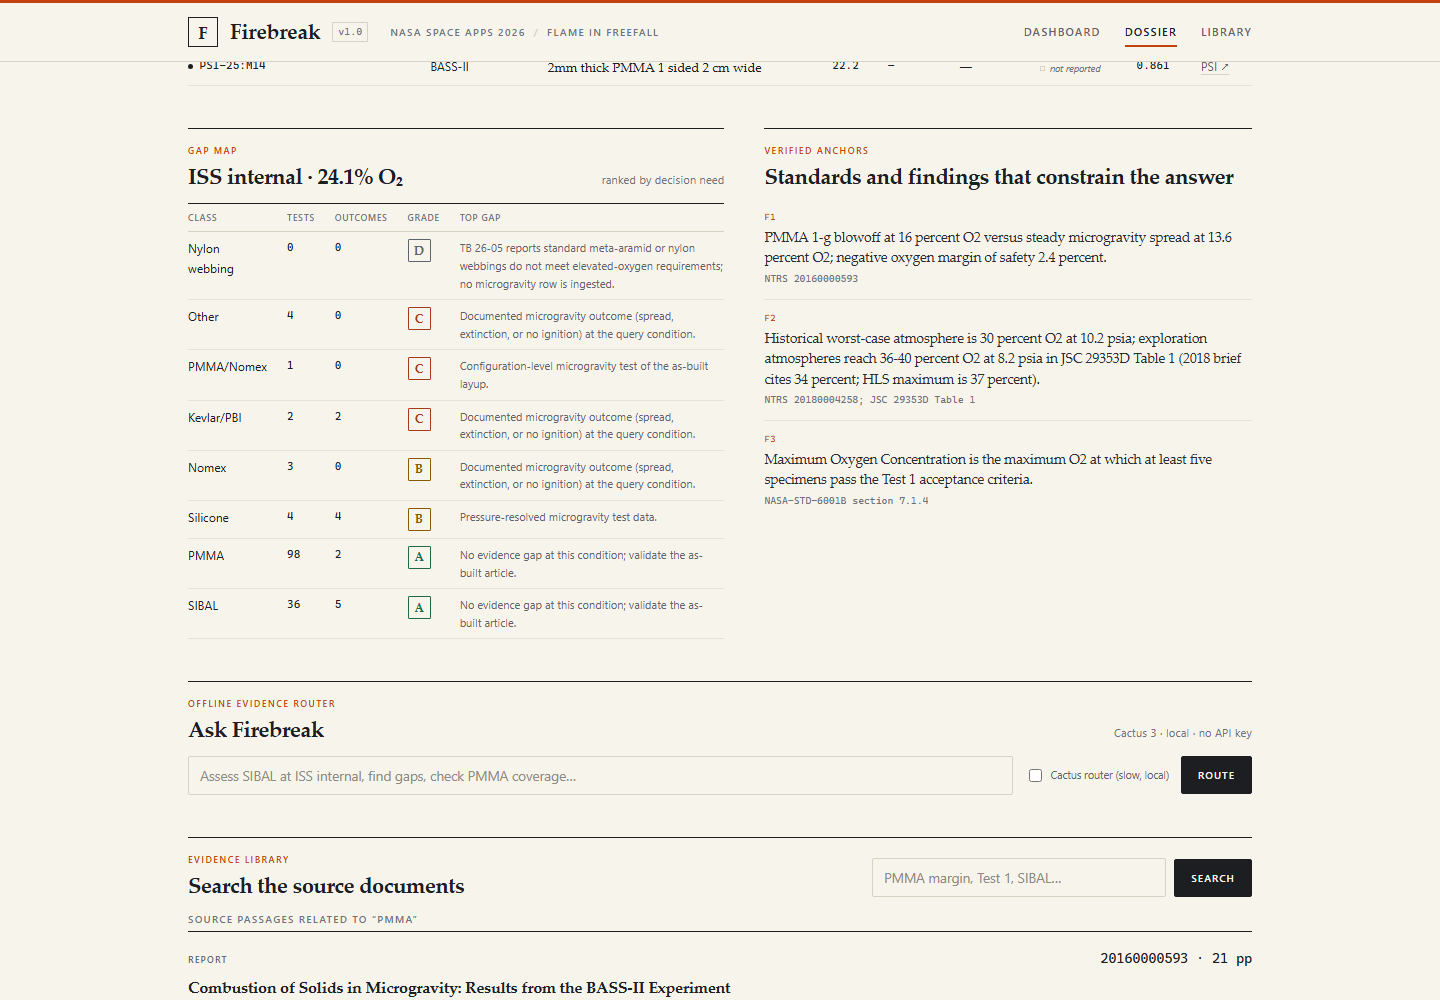 F Firebreak v1.0 NASA SPACE APPS 2026 / FLAME IN FREEFALL DASHBOARD DOSSIER LIBRARY
PSI-25:M14 BASS-II 2mm thick PMMA 1 sided 2 cm wide 22.2 — — not reported 0.861 PSI ↗
GAP MAP
ISS internal · 24.1% O₂ ranked by decision need
CLASS TESTS OUTCOMES GRADE TOP GAP
Nylon webbing 0 0 D TB 26-05 reports standard meta-aramid or nylon
webbings do not meet elevated-oxygen requirements;
no microgravity row is ingested.
Other 4 0 C Documented microgravity outcome (spread,
extinction, or no ignition) at the query condition.
PMMA/Nomex 1 0 C Configuration-level microgravity test of the as-built
layup.
Kevlar/PBI 2 2 C Documented microgravity outcome (spread,
extinction, or no ignition) at the query condition.
Nomex 3 0 B Documented microgravity outcome (spread,
extinction, or no ignition) at the query condition.
Silicone 4 4 B Pressure-resolved microgravity test data.
PMMA 98 2 A No evidence gap at this condition; validate the as-
built article.
SIBAL 36 5 A No evidence gap at this condition; validate the as-
built article.
VERIFIED ANCHORS
Standards and findings that constrain the answer
F1
PMMA 1-g blowoff at 16 percent O2 versus steady microgravity spread at 13.6
percent O2; negative oxygen margin of safety 2.4 percent.
NTRS 20160000593
F2
Historical worst-case atmosphere is 30 percent O2 at 10.2 psia; exploration
atmospheres reach 36-40 percent O2 at 8.2 psia in JSC 29353D Table 1 (2018 brief
cites 34 percent; HLS maximum is 37 percent).
NTRS 20180004258; JSC 29353D Table 1
F3
Maximum Oxygen Concentration is the maximum O2 at which at least five
specimens pass the Test 1 acceptance criteria.
NASA-STD-6001B section 7.1.4
OFFLINE EVIDENCE ROUTER
Ask Firebreak Cactus 3 · local · no API key
Assess SIBAL at ISS internal, find gaps, check PMMA coverage... Cactus router (slow, local) ROUTE
EVIDENCE LIBRARY
Search the source documents PMMA margin, Test 1, SIBAL... SEARCH
SOURCE PASSAGES RELATED TO "PMMA"
REPORT 20160000593 · 21 pp
Combustion of Solids in Microgravity: Results from the BASS-II Experiment